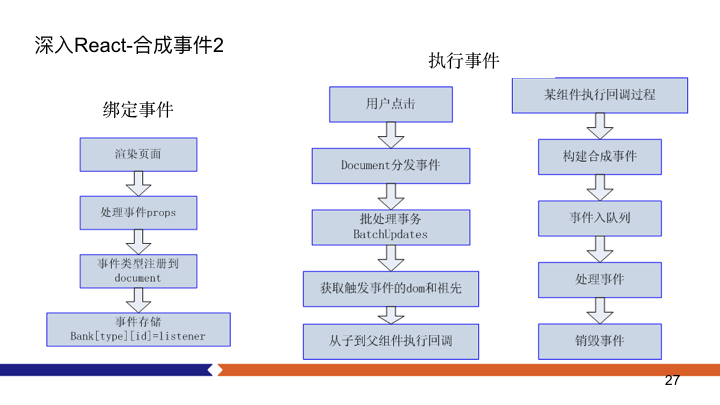 深入React-合成事件2
绑定事件
渲染页面
处理事件props
事件类型注册到
document
事件存储
Bank[type][id]=listener
执行事件
用户点击
Document分发事件
批处理事务
BatchUpdates
获取触发事件的dom和祖先
从子到父组件执行回调
某组件执行回调过程
构建合成事件
事件入队列
处理事件
销毁事件
27